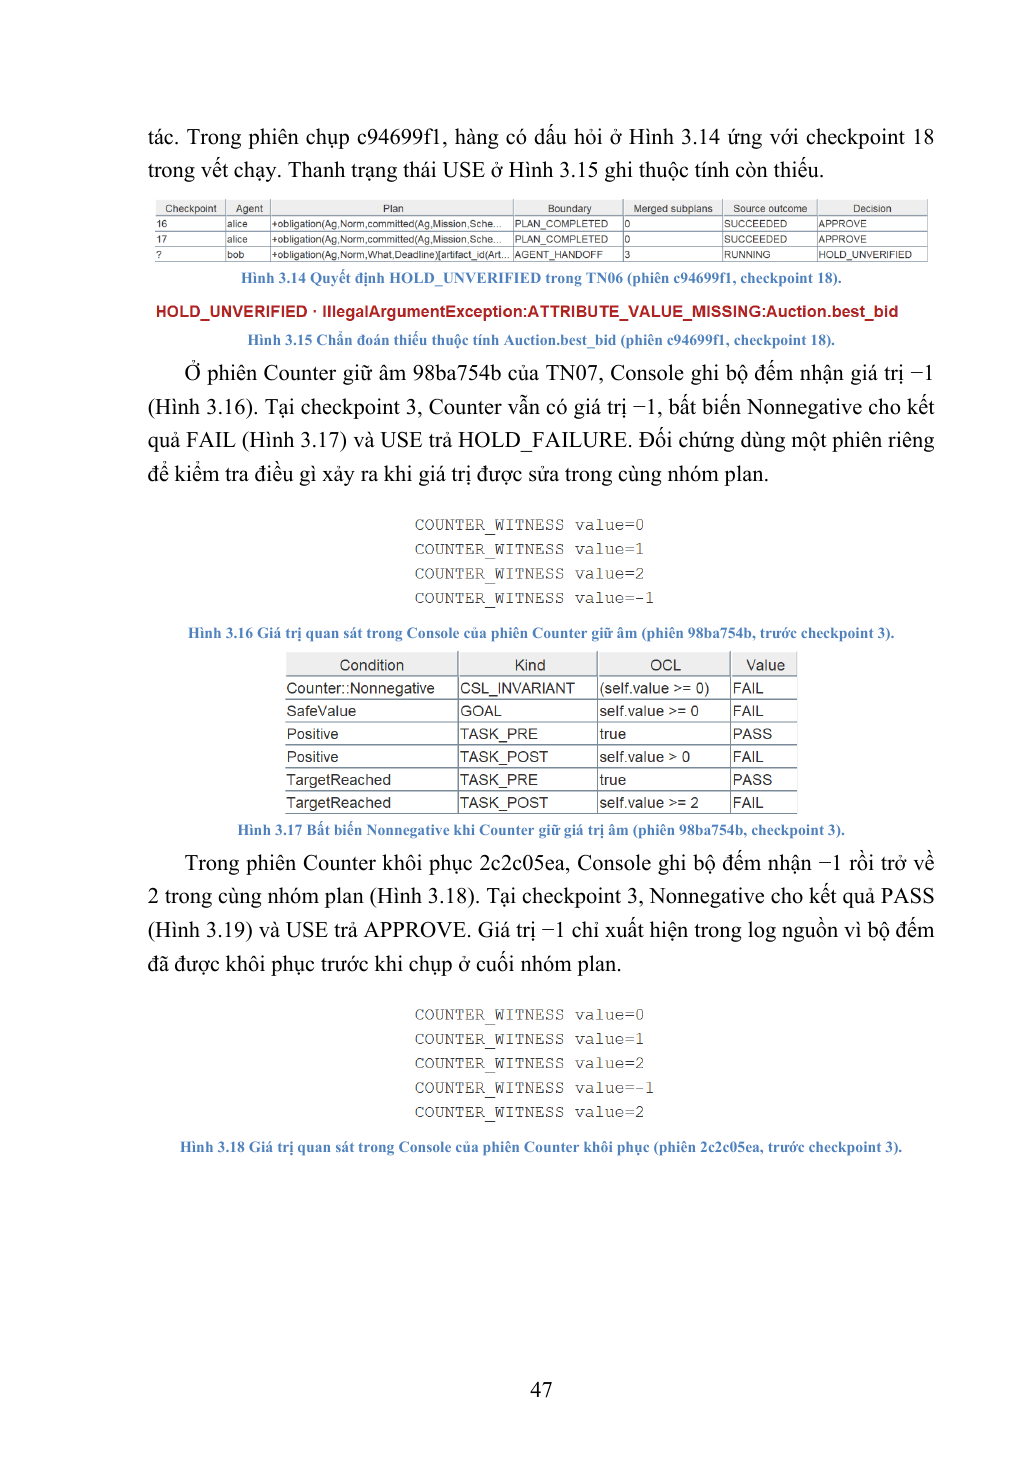 tác. Trong phiên chụp c94699f1, hàng có dấu hỏi ở Hình 3.14 ứng với checkpoint 18
trong vết chạy. Thanh trạng thái USE ở Hình 3.15 ghi thuộc tính còn thiếu.
Checkpoint Agent Plan Boundary Merged subplans Source outcome Decision
16 alice +obligation(Ag,Norm,committed(Ag,Mission,Sche... PLAN_COMPLETED 0 SUCCEEDED APPROVE
17 alice +obligation(Ag,Norm,committed(Ag,Mission,Sche... PLAN_COMPLETED 0 SUCCEEDED APPROVE
? bob +obligation(Ag,Norm,What,Deadline)[artifact_id(Art... AGENT_HANDOFF 3 RUNNING HOLD_UNVERIFIED
Hình 3.14 Quyết định HOLD_UNVERIFIED trong TN06 (phiên c94699f1, checkpoint 18).
HOLD_UNVERIFIED · IllegalArgumentException:ATTRIBUTE_VALUE_MISSING:Auction.best_bid
Hình 3.15 Chẩn đoán thiếu thuộc tính Auction.best_bid (phiên c94699f1, checkpoint 18).
Ở phiên Counter giữ âm 98ba754b của TN07, Console ghi bộ đếm nhận giá trị −1
(Hình 3.16). Tại checkpoint 3, Counter vẫn có giá trị −1, bất biến Nonnegative cho kết
quả FAIL (Hình 3.17) và USE trả HOLD_FAILURE. Đối chứng dùng một phiên riêng
để kiểm tra điều gì xảy ra khi giá trị được sửa trong cùng nhóm plan.
COUNTER_WITNESS value=0
COUNTER_WITNESS value=1
COUNTER_WITNESS value=2
COUNTER_WITNESS value=-1
Hình 3.16 Giá trị quan sát trong Console của phiên Counter giữ âm (phiên 98ba754b, trước checkpoint 3).
Condition Kind OCL Value
Counter::Nonnegative CSL_INVARIANT (self.value >= 0) FAIL
SafeValue GOAL self.value >= 0 FAIL
Positive TASK_PRE true PASS
Positive TASK_POST self.value > 0 FAIL
TargetReached TASK_PRE true PASS
TargetReached TASK_POST self.value >= 2 FAIL
Hình 3.17 Bất biến Nonnegative khi Counter giữ giá trị âm (phiên 98ba754b, checkpoint 3).
Trong phiên Counter khôi phục 2c2c05ea, Console ghi bộ đếm nhận −1 rồi trở về
2 trong cùng nhóm plan (Hình 3.18). Tại checkpoint 3, Nonnegative cho kết quả PASS
(Hình 3.19) và USE trả APPROVE. Giá trị −1 chỉ xuất hiện trong log nguồn vì bộ đếm
đã được khôi phục trước khi chụp ở cuối nhóm plan.
COUNTER_WITNESS value=0
COUNTER_WITNESS value=1
COUNTER_WITNESS value=2
COUNTER_WITNESS value=-1
COUNTER_WITNESS value=2
Hình 3.18 Giá trị quan sát trong Console của phiên Counter khôi phục (phiên 2c2c05ea, trước checkpoint 3).
47